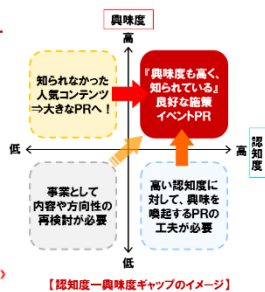 興味度
高
知られなかった
人気コンテンツ
⇒大きなPRへ！
『興味度も高く、
知られている』
良好な施策
イベントPR
低
高
認知度
事業として
内容や方向性の
再検討が必要
高い認知度に
対して、興味を
喚起するPRの
工夫が必要
低
【認知度ー興味度ギャップのイメージ】